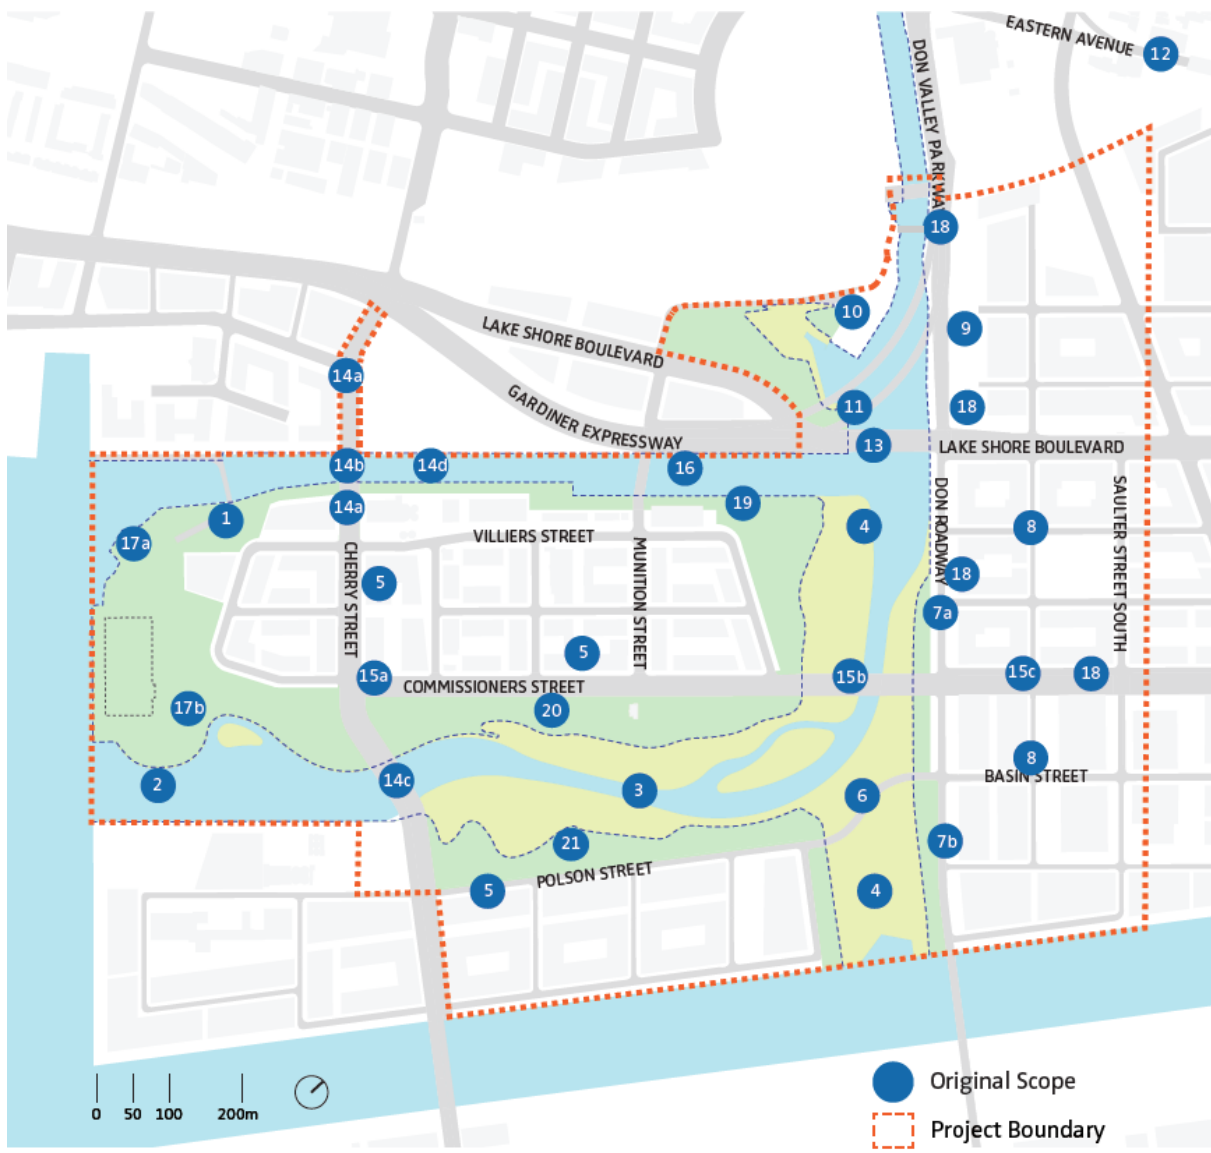 EASTERN AVENUE
12
DON VALLEY PARKWAY
18
10
9
LAKE SHORE BOULEVARD
14a
GARDINER EXPRESSWAY
11
18
13
LAKE SHORE BOULEVARD
14b
14d
16
14a
19
1
17a
VILLIERS STREET
4
8
DON ROADWAY
SAULTER STREET SOUTH
CHERRY STREET
MUNITION STREET
5
18
7a
5
15a
COMMISSIONERS STREET
15b
15c
18
17b
20
2
14c
3
6
8
BASIN STREET
21
7b
POLSON STREET
5
4
0 50 100 200m
Original Scope
Project Boundary